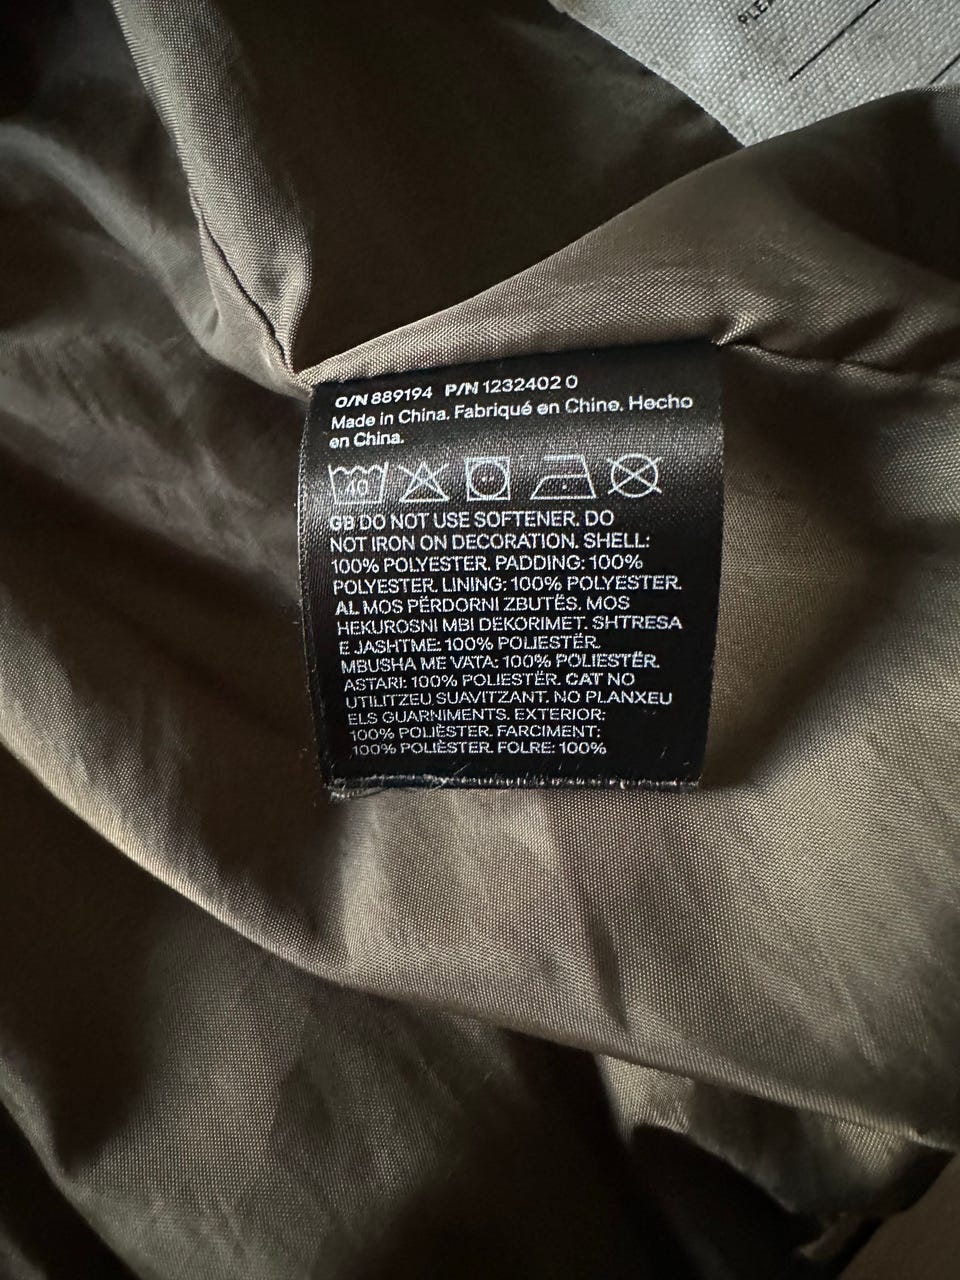 PLEA
O/N 889194 P/N 1232402 0
Made in China. Fabriqué en Chine. Hecho
en China.
40
GB DO NOT USE SOFTENER. DO
NOT IRON ON DECORATION. SHELL:
100% POLYESTER. PADDING: 100%
POLYESTER. LINING: 100% POLYESTER.
AL MOS PËRDORNI ZBUTËS. MOS
HEKUROSNI MBI DEKORIMET. SHTRESA
E JASHTME: 100% POLIESTËR.
MBUSHA ME VATA: 100% POLIESTËR.
ASTARI: 100% POLIESTËR. CAT NO
UTILITZEU SUAVITZANT. NO PLANXEU
ELS GUARNIMENTS. EXTERIOR:
100% POLIÈSTER. FARCIMENT:
100% POLIÈSTER. FOLRE: 100%